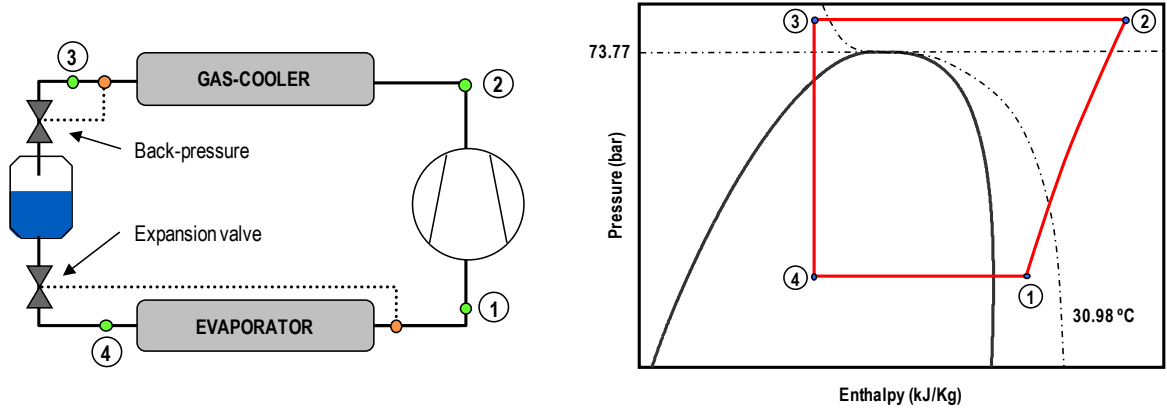 3
GAS-COOLER
2
Back-pressure
Expansion valve
1
EVAPORATOR
4
Pressure (bar)
73.77
3
2
4
1
30.98 ºC
Enthalpy (kJ/Kg)